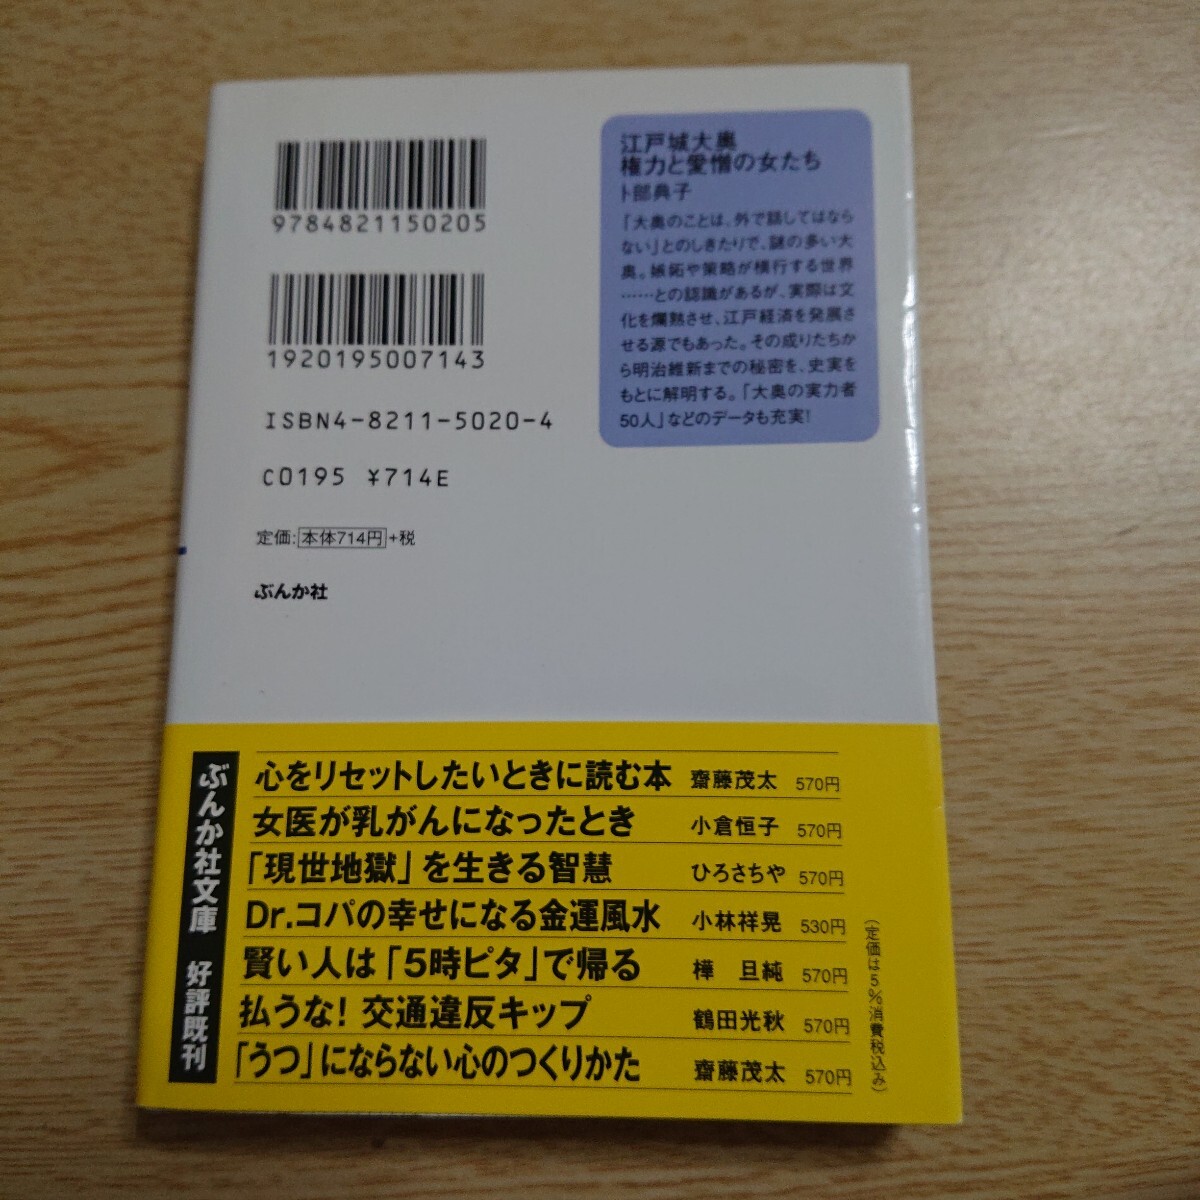 9784821150205
1920195007143
ISBN4-8211-5020-4
C0195 ¥714E
定価:本体714円+税
ぶんか社
江戸城大奥
権力と愛憎の女たち
卜部典子
「大奥のことは、外で話してはなら
ない」とのしきたりで、謎の多い大
奥。嫉妬や策略が横行する世界
……との認識があるが、実際は文
化を爛熟させ、江戸経済を発展さ
せる源でもあった。その成りたちか
ら明治維新までの秘密を、史実を
もとに解明する。「大奥の実力者
50人」などのデータも充実!
ぶんか社文庫 好評既刊
心をリセットしたいときに読む本 齋藤茂太 570円
女医が乳がんになったとき 小倉恒子 570円
「現世地獄」を生きる智慧 ひろさちや 570円
Dr.コパの幸せになる金運風水 小林祥晃 530円
賢い人は「5時ピタ」で帰る 樺 旦純 570円
払うな! 交通違反キップ 鶴田光秋 570円
「うつ」にならない心のつくりかた 齋藤茂太 570円
(定価は5%消費税込み)